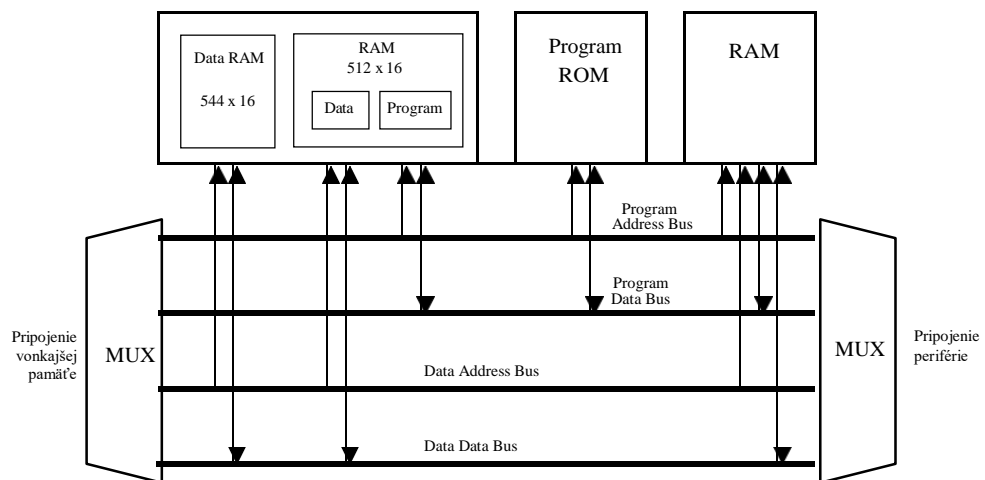 Data RAM
544 x 16
RAM
512 x 16
Data
Program
Program
ROM
RAM
Program
Address Bus
Program
Data Bus
Pripojenie
vonkajšej
pamäťe
MUX
Data Address Bus
Data Data Bus
MUX
Pripojenie
periférie